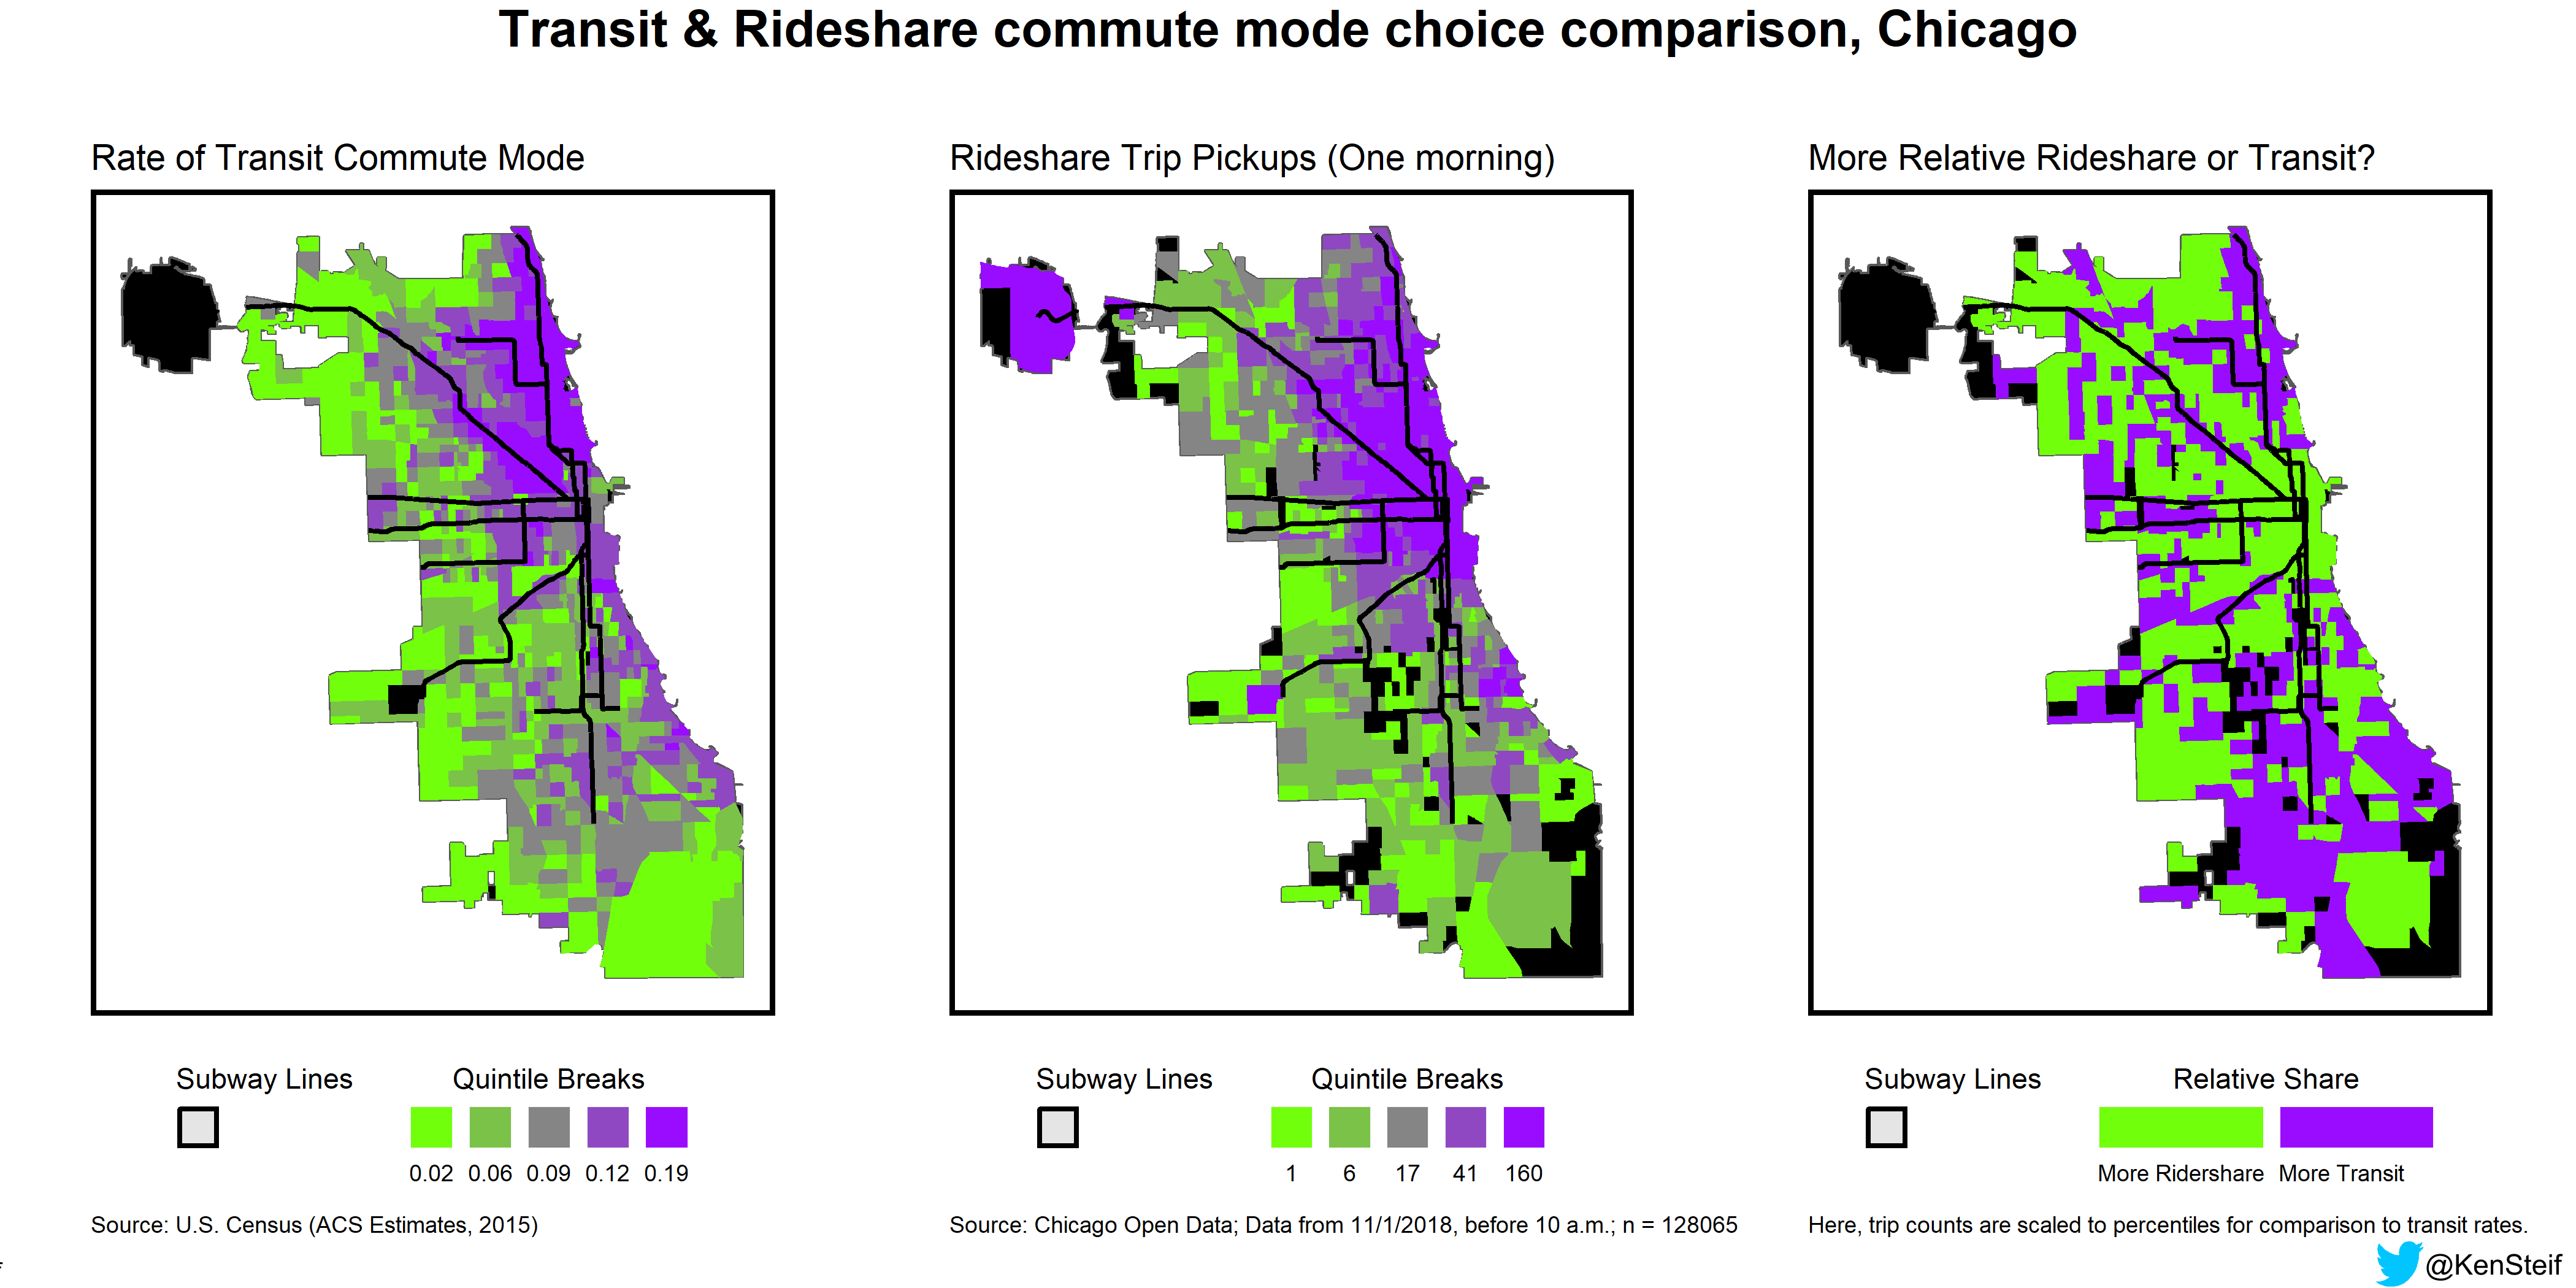 Transit & Rideshare commute mode choice comparison, Chicago
Rate of Transit Commute Mode
Rideshare Trip Pickups (One morning)
More Relative Rideshare or Transit?
Subway Lines
Quintile Breaks
0.02 0.06 0.09 0.12 0.19
Source: U.S. Census (ACS Estimates, 2015)
Subway Lines
Quintile Breaks
1 6 17 41 160
Source: Chicago Open Data; Data from 11/1/2018, before 10 a.m.; n = 128065
Subway Lines
Relative Share
More Ridershare More Transit
Here, trip counts are scaled to percentiles for comparison to transit rates.
@KenSteif